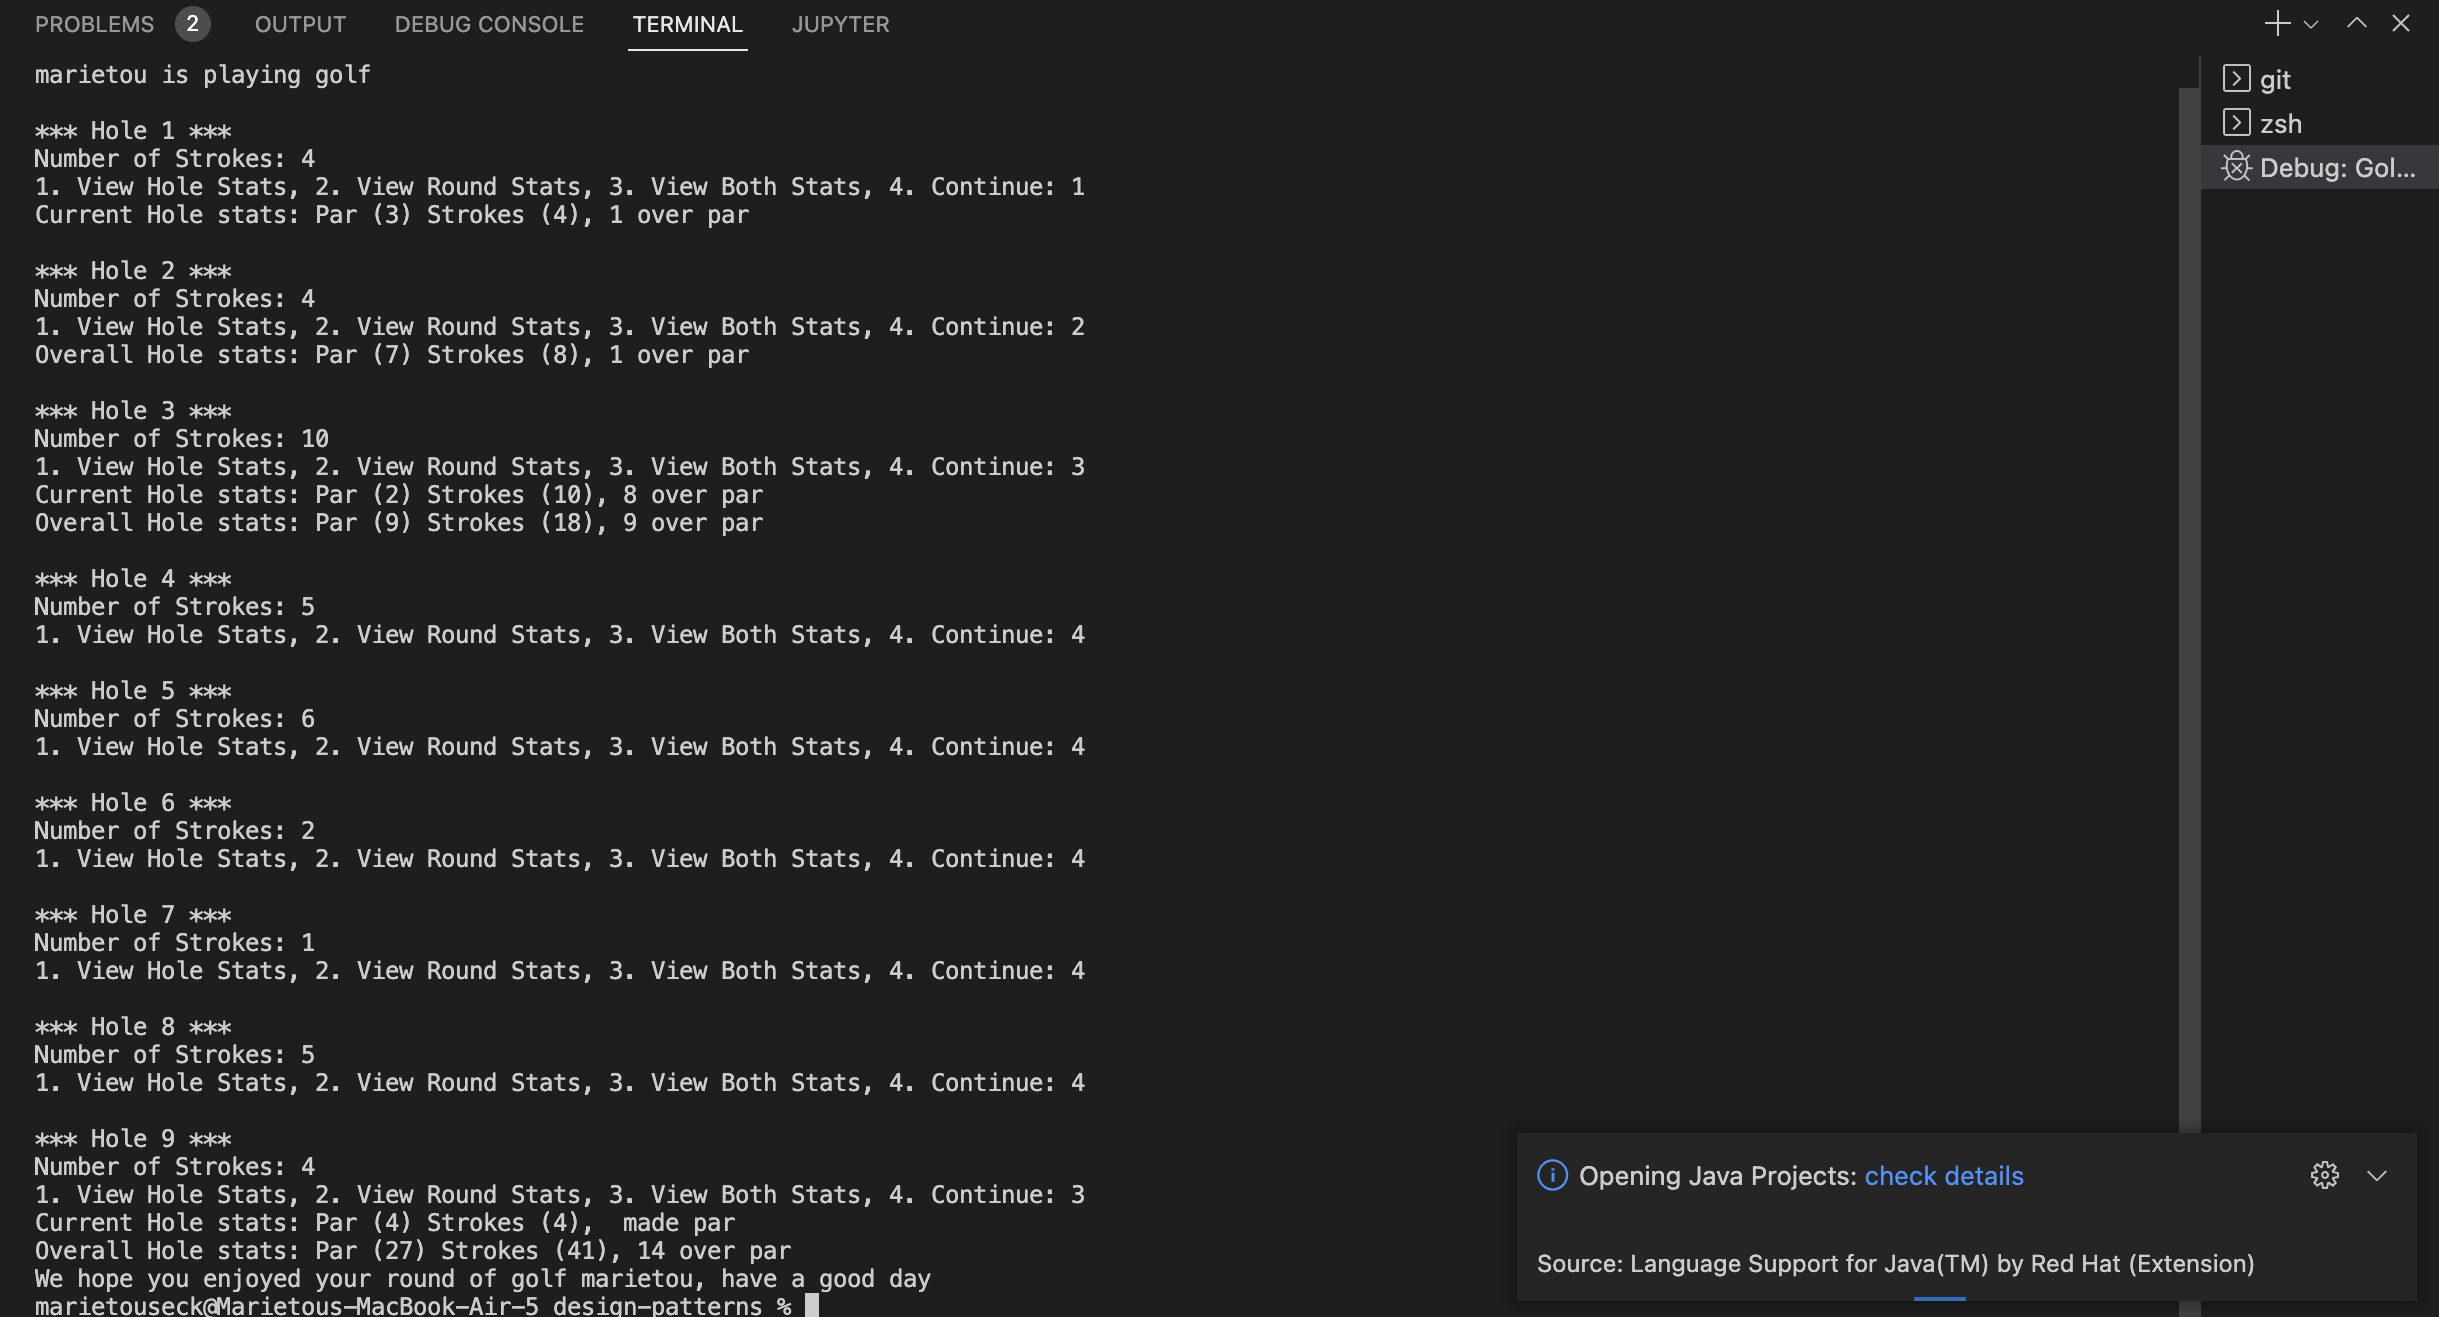 PROBLEMS 2 OUTPUT DEBUG CONSOLE TERMINAL JUPYTER
marietou is playing golf
*** Hole 1 ***
Number of Strokes: 4
1. View Hole Stats, 2. View Round Stats, 3. View Both Stats, 4. Continue: 1
Current Hole stats: Par (3) Strokes (4), 1 over par
*** Hole 2 ***
Number of Strokes: 4
1. View Hole Stats, 2. View Round Stats, 3. View Both Stats, 4. Continue: 2
Overall Hole stats: Par (7) Strokes (8), 1 over par
*** Hole 3 ***
Number of Strokes: 10
1. View Hole Stats, 2. View Round Stats, 3. View Both Stats, 4. Continue: 3
Current Hole stats: Par (2) Strokes (10), 8 over par
Overall Hole stats: Par (9) Strokes (18), 9 over par
*** Hole 4 ***
Number of Strokes: 5
1. View Hole Stats, 2. View Round Stats, 3. View Both Stats, 4. Continue: 4
*** Hole 5 ***
Number of Strokes: 6
1. View Hole Stats, 2. View Round Stats, 3. View Both Stats, 4. Continue: 4
*** Hole 6 ***
Number of Strokes: 2
1. View Hole Stats, 2. View Round Stats, 3. View Both Stats, 4. Continue: 4
*** Hole 7 ***
Number of Strokes: 1
1. View Hole Stats, 2. View Round Stats, 3. View Both Stats, 4. Continue: 4
*** Hole 8 ***
Number of Strokes: 5
1. View Hole Stats, 2. View Round Stats, 3. View Both Stats, 4. Continue: 4
*** Hole 9 ***
Number of Strokes: 4
1. View Hole Stats, 2. View Round Stats, 3. View Both Stats, 4. Continue: 3
Current Hole stats: Par (4) Strokes (4),  made par
Overall Hole stats: Par (27) Strokes (41), 14 over par
We hope you enjoyed your round of golf marietou, have a good day
marietouseck@Marietous-MacBook-Air-5 design-patterns %
git
zsh
Debug: Gol...
Opening Java Projects: check details
Source: Language Support for Java(TM) by Red Hat (Extension)